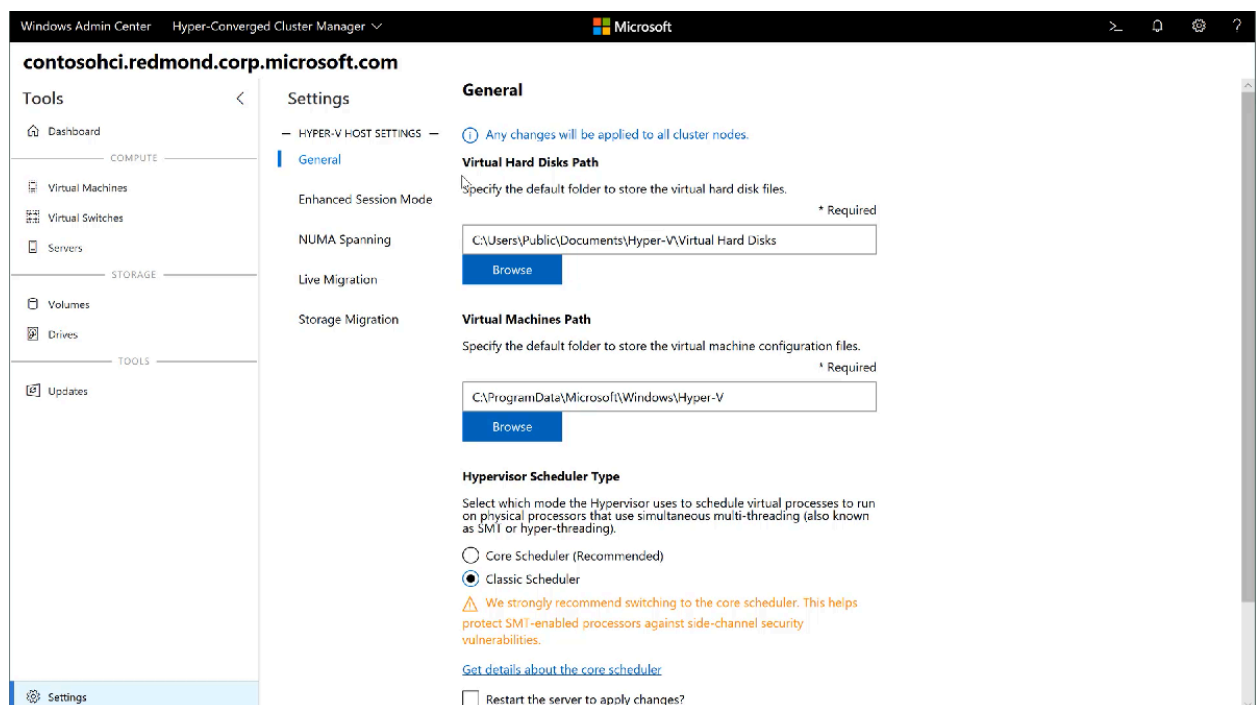 Windows Admin Center Hyper-Converged Cluster Manager
Microsoft
>_ ?
contosohci.redmond.corp.microsoft.com
Tools
Dashboard
COMPUTE
Virtual Machines
Virtual Switches
Servers
STORAGE
Volumes
Drives
TOOLS
Updates
Settings
Settings
HYPER-V HOST SETTINGS
General
Enhanced Session Mode
NUMA Spanning
Live Migration
Storage Migration
General
Any changes will be applied to all cluster nodes.
Virtual Hard Disks Path
Specify the default folder to store the virtual hard disk files.
* Required
C:\Users\Public\Documents\Hyper-V\Virtual Hard Disks
Browse
Virtual Machines Path
Specify the default folder to store the virtual machine configuration files.
* Required
C:\ProgramData\Microsoft\Windows\Hyper-V
Browse
Hypervisor Scheduler Type
Select which mode the Hypervisor uses to schedule virtual processes to run
on physical processors that use simultaneous multi-threading (also known
as SMT or hyper-threading).
Core Scheduler (Recommended)
Classic Scheduler
We strongly recommend switching to the core scheduler. This helps
protect SMT-enabled processors against side-channel security
vulnerabilities.
Get details about the core scheduler
Restart the server to apply changes?